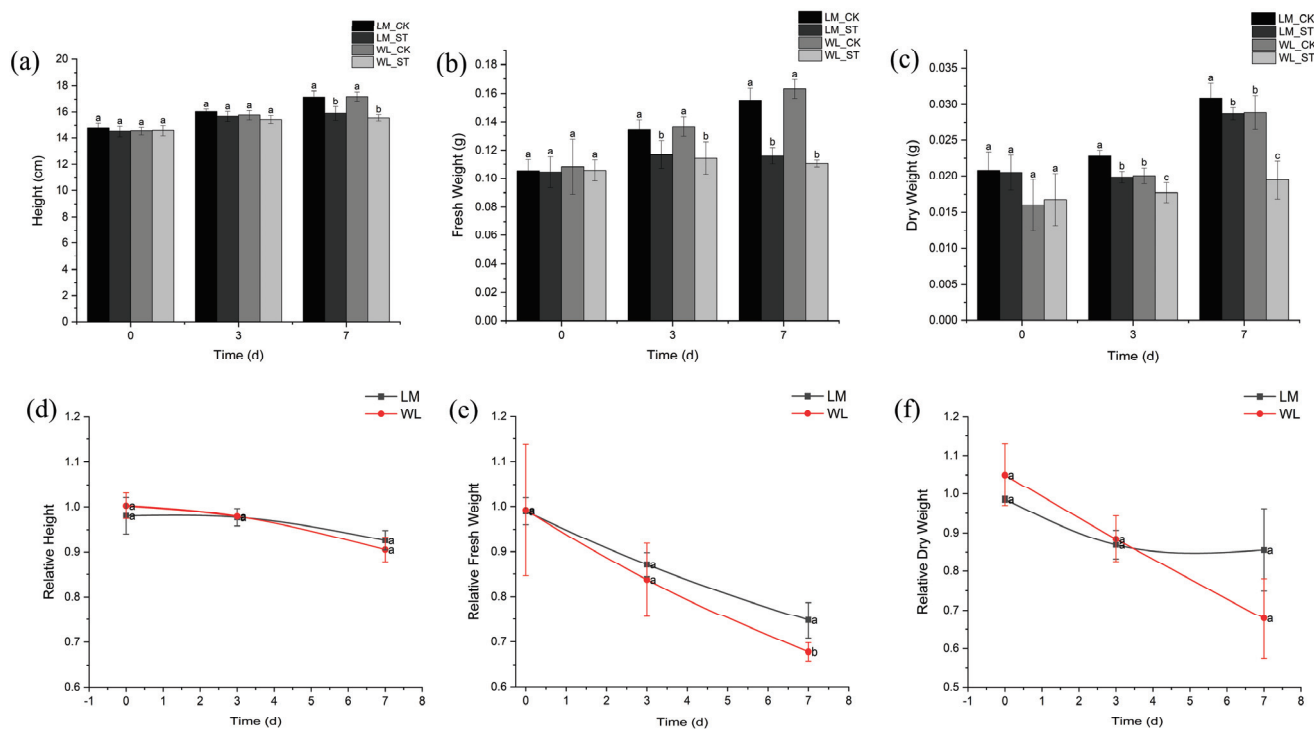 (a)
LM_CK
LM_ST
WL_CK
WL_ST
20
18
16
14
12
10
8
6
4
2
0
Height (cm)
a a a a
a a a a
a b a b
0 3 7
Time (d)
(b)
LM_CK
LM_ST
WL_CK
WL_ST
0.18
0.16
0.14
0.12
0.10
0.08
0.06
0.04
0.02
0.00
Fresh Weight (g)
a a a a
a b a b
a b a b
0 3 7
Time (d)
(c)
LM_CK
LM_ST
WL_CK
WL_ST
0.035
0.030
0.025
0.020
0.015
0.010
0.005
0.000
Dry Weight (g)
a a a a
a b b c
a b b c
0 3 7
Time (d)
(d)
LM
WL
1.2
1.1
1.0
0.9
0.8
0.7
0.6
Relative Height
a
a
a
a
a
a
-1 0 1 2 3 4 5 6 7 8
Time (d)
(e)
LM
WL
1.2
1.1
1.0
0.9
0.8
0.7
0.6
Relative Fresh Weight
a
a
a
a
a
b
0 1 2 3 4 5 6 7 8
Time (d)
(f)
LM
WL
1.2
1.1
1.0
0.9
0.8
0.7
0.6
0.5
Relative Dry Weight
a
a
a
a
a
a
-1 0 1 2 3 4 5 6 7 8
Time (d)